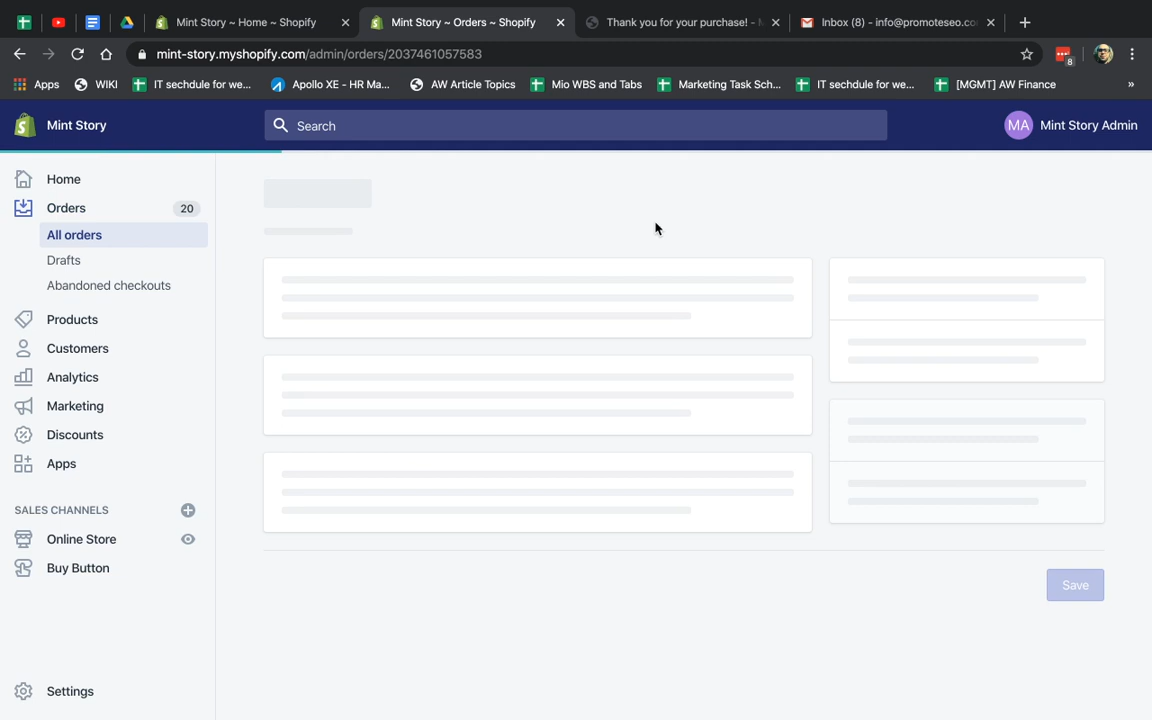 Mint Story ~ Home ~ Shopify
Mint Story ~ Orders ~ Shopify
Thank you for your purchase! - M
Inbox (8) - info@promoteseo.co
mint-story.myshopify.com/admin/orders/2037461057583
8
Apps
WIKI
IT sechdule for we...
Apollo XE - HR Ma...
AW Article Topics
Mio WBS and Tabs
Marketing Task Sch...
IT sechdule for we...
[MGMT] AW Finance
»
Mint Story
Search
MA
Mint Story Admin
Home
Orders
20
All orders
Drafts
Abandoned checkouts
Products
Customers
Analytics
Marketing
Discounts
Apps
SALES CHANNELS
Online Store
Buy Button
Save
Settings